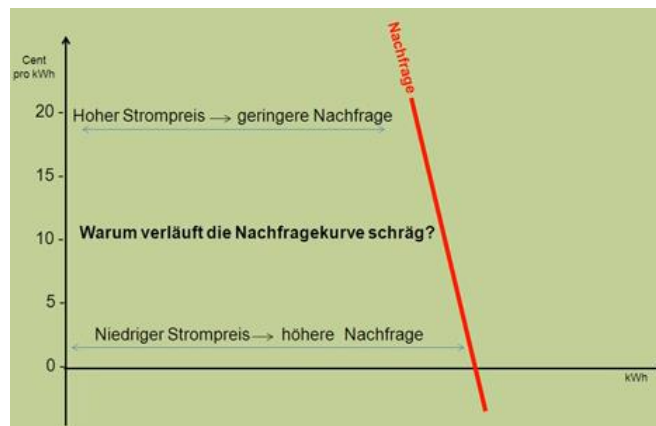 Cent
pro kWh
Nachfrage
20 -
Hoher Strompreis → geringere Nachfrage
15 -
Warum verläuft die Nachfragekurve schräg?
10 -
5 -
Niedriger Strompreis → höhere Nachfrage
0 -
kWh